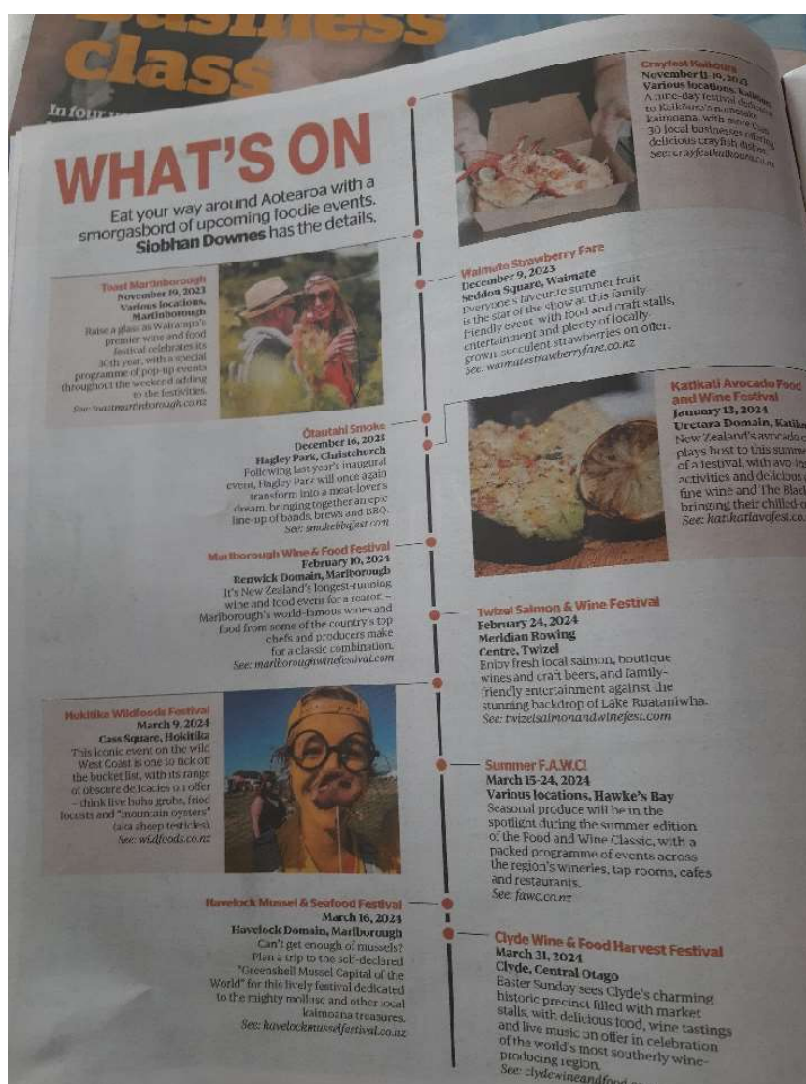 Business
class
In four
WHAT'S ON
Eat your way around Aotearoa with a
smorgasbord of upcoming foodie events.
Siobhan Downes has the details.
Crayfest Kaikōura
November 11-19, 2023
Various locations, Kaikōura
A nine-day festival dedicated
to Kaikōura's namesake
kaimoana, with more than
30 local businesses offering
delicious crayfish dishes.
See: crayfestkaikoura.co.nz
Toast Martinborough
November 19, 2023
Various locations,
Martinborough
Raise a glass as Wairarapa's
premier wine and food
festival celebrates its
30th year, with a special
programme of pop-up events
throughout the weekend adding
to the festivities.
See: toastmartinborough.co.nz
Waimate Strawberry Fare
December 9, 2023
Seddon Square, Waimate
Everyone's favourite summer fruit
is the star of the show at this family-
friendly event, with food and craft stalls,
entertainment and plenty of locally-
grown succulent strawberries on offer.
See: waimatestrawberryfare.co.nz
Ōtautahi Smoke
December 16, 2023
Hagley Park, Christchurch
Following last year's inaugural
event, Hagley Park will once again
transform into a meat-lover's
dream, bringing together an epic
line-up of bands, brews and BBQ.
See: smokebbqfest.com
Katikati Avocado Food
and Wine Festival
January 13, 2024
Uretara Domain, Katikati
New Zealand's avocado
plays host to this summer
of a festival, with avo
activities and delicious
fine wine and The Black
bringing their chilled-o
See: katikatiavofest.co.
Marlborough Wine & Food Festival
February 10, 2024
Renwick Domain, Marlborough
It's New Zealand's longest-running
wine and food event for a reason –
Marlborough's world-famous wines and
food from some of the country's top
chefs and producers make
for a classic combination.
See: marlboroughwinefestival.com
Twizel Salmon & Wine Festival
February 24, 2024
Meridian Rowing
Centre, Twizel
Enjoy fresh local salmon, boutique
wines and craft beers, and family-
friendly entertainment against the
stunning backdrop of Lake Ruataniwha.
See: twizelsalmonandwinefest.com
Hokitika Wildfoods Festival
March 9, 2024
Cass Square, Hokitika
This iconic event on the wild
West Coast is one to tick off
the bucket list, with its range
of obscure delicacies on offer
– think live huhu grubs, fried
locusts and "mountain oysters"
(aka sheep testicles).
See: wildfoods.co.nz
Summer F.A.W.C!
March 15-24, 2024
Various locations, Hawke's Bay
Seasonal produce will be in the
spotlight during the summer edition
of the Food and Wine Classic, with a
packed programme of events across
the region's wineries, tap rooms, cafes
and restaurants.
See: fawc.co.nz
Havelock Mussel & Seafood Festival
March 16, 2024
Havelock Domain, Marlborough
Can't get enough of mussels?
Plan a trip to the self-declared
"Greenshell Mussel Capital of the
World" for this lively festival dedicated
to the mighty mollusc and other local
kaimoana treasures.
See: havelockmusselfestival.co.nz
Clyde Wine & Food Harvest Festival
March 31, 2024
Clyde, Central Otago
Easter Sunday sees Clyde's charming
historic precinct filled with market
stalls, with delicious food, wine tastings
and live music on offer in celebration
of the world's most southerly wine-
producing region.
See: clydewineandfood